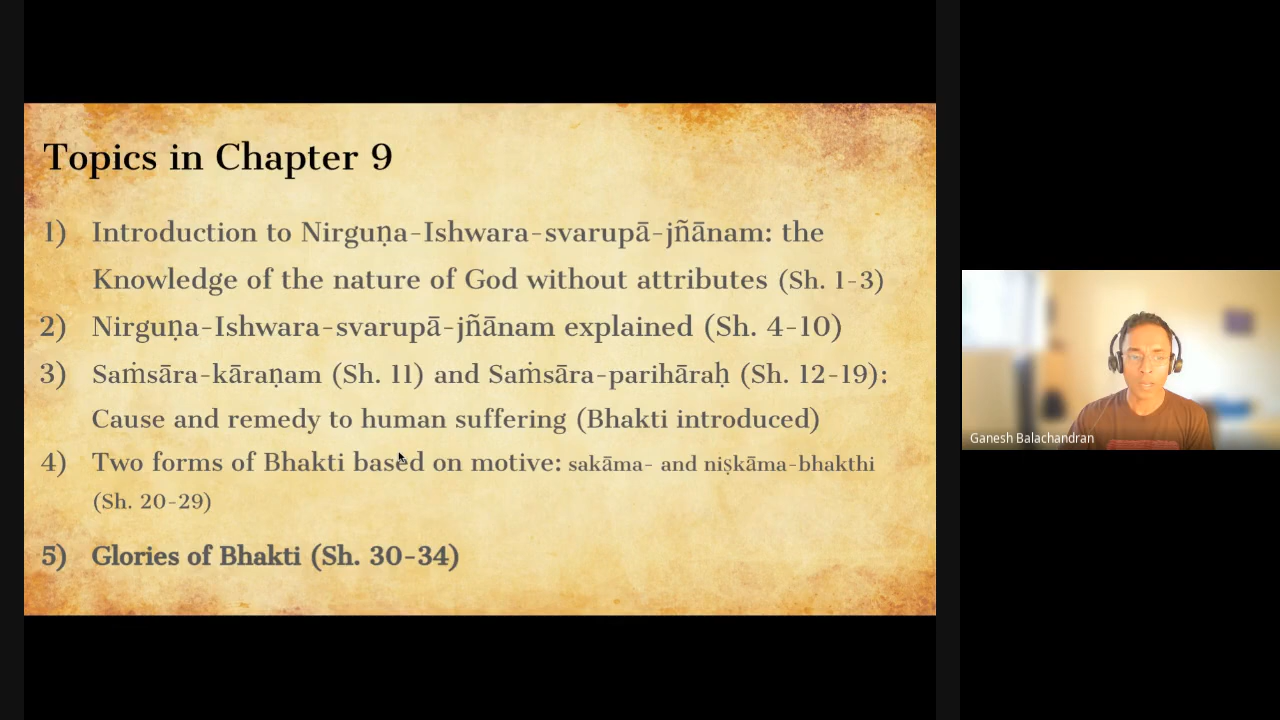 Topics in Chapter 9
1) Introduction to Nirguṇa-Ishwara-svarupā-jñānam: the
Knowledge of the nature of God without attributes (Sh. 1-3)
2) Nirguṇa-Ishwara-svarupā-jñānam explained (Sh. 4-10)
3) Saṁsāra-kāraṇam (Sh. 11) and Saṁsāra-parihāraḥ (Sh. 12-19):
Cause and remedy to human suffering (Bhakti introduced)
4) Two forms of Bhakti based on motive: sakāma- and niṣkāma-bhakthi
(Sh. 20-29)
5) Glories of Bhakti (Sh. 30-34)
Ganesh Balachandran